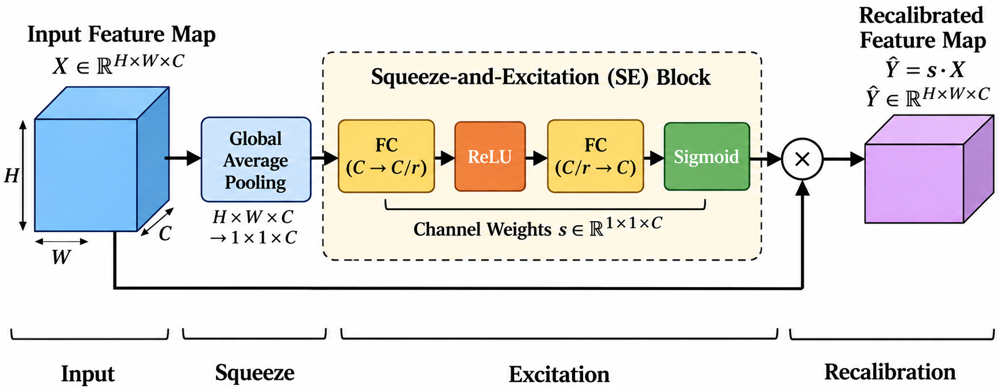 Input Feature Map
X ∈ ℝ^{H×W×C}
H
W
C
Global
Average
Pooling
H × W × C
→ 1 × 1 × C
Squeeze-and-Excitation (SE) Block
FC
(C → C/r)
ReLU
FC
(C/r → C)
Sigmoid
Channel Weights s ∈ ℝ^{1×1×C}
×
Recalibrated
Feature Map
Ŷ = s · X
Ŷ ∈ ℝ^{H×W×C}
Input
Squeeze
Excitation
Recalibration